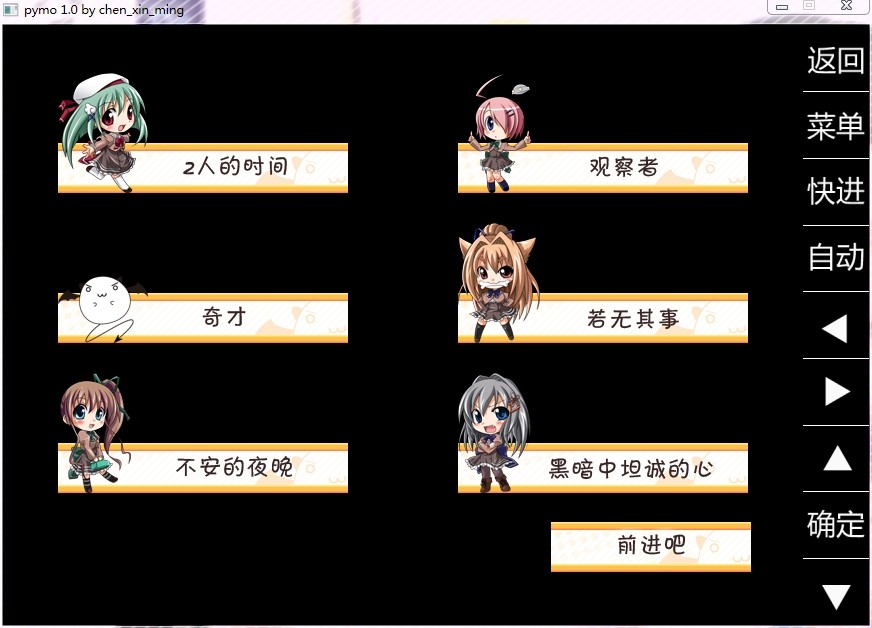 pymo 1.0 by chen_xin_ming
2人的时间
观察者
奇才
若无其事
不安的夜晚
黑暗中坦诚的心
前进吧
返回
菜单
快进
自动
确定